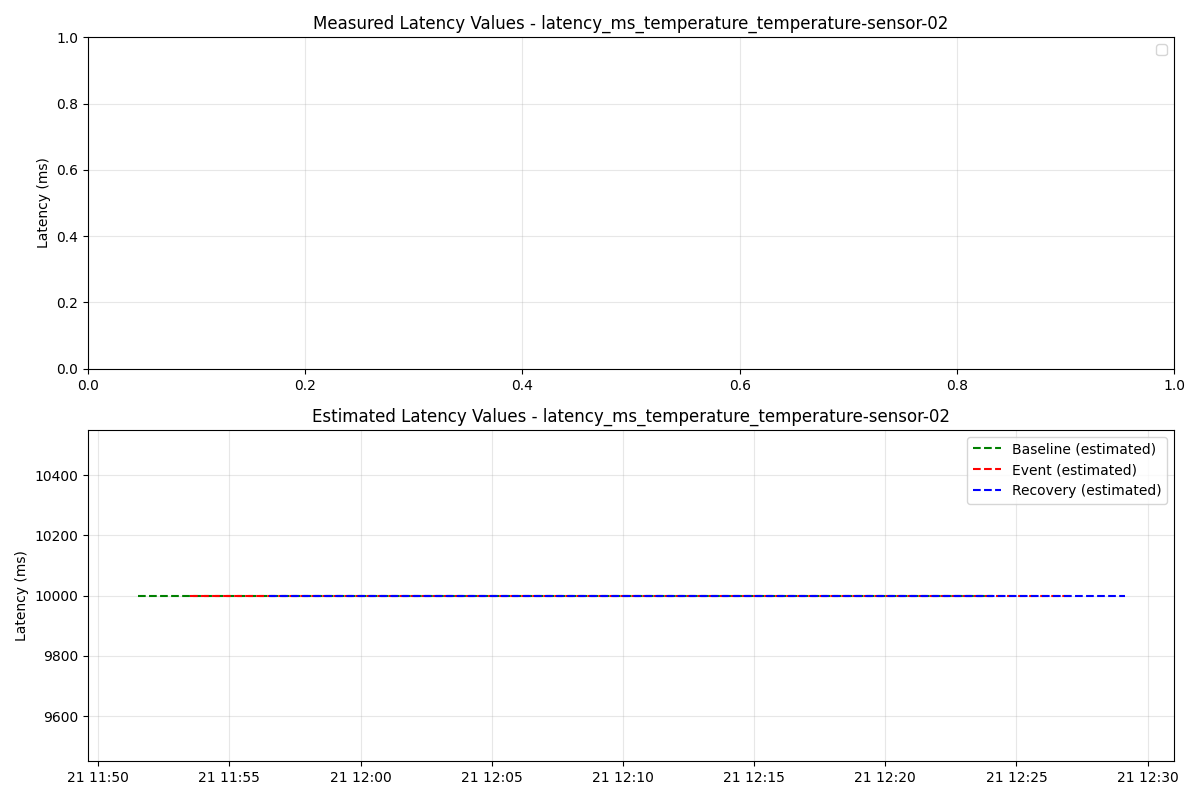 Measured Latency Values - latency_ms_temperature_temperature-sensor-02
1.0
0.8
0.6
0.4
0.2
0.0
Latency (ms)
0.0 0.2 0.4 0.6 0.8 1.0
Estimated Latency Values - latency_ms_temperature_temperature-sensor-02
Baseline (estimated)
Event (estimated)
Recovery (estimated)
10400
10200
10000
9800
9600
Latency (ms)
21 11:50 21 11:55 21 12:00 21 12:05 21 12:10 21 12:15 21 12:20 21 12:25 21 12:30